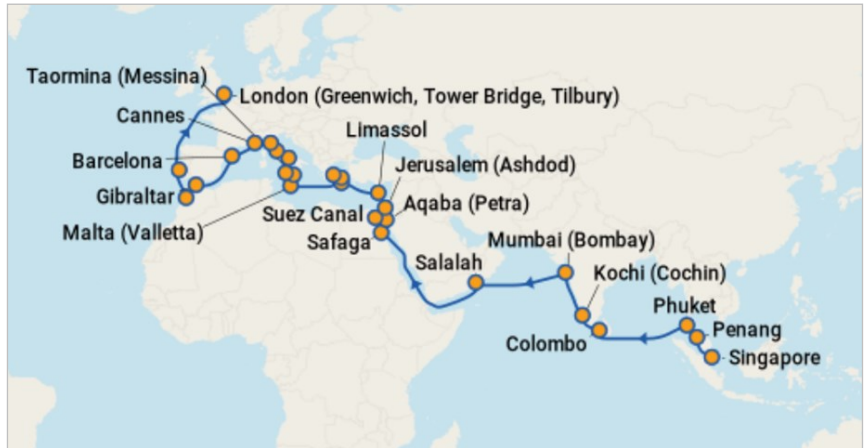 Taormina (Messina)
London (Greenwich, Tower Bridge, Tilbury)
Cannes
Limassol
Barcelona
Jerusalem (Ashdod)
Gibraltar
Aqaba (Petra)
Suez Canal
Malta (Valletta)
Safaga
Mumbai (Bombay)
Salalah
Kochi (Cochin)
Phuket
Penang
Colombo
Singapore